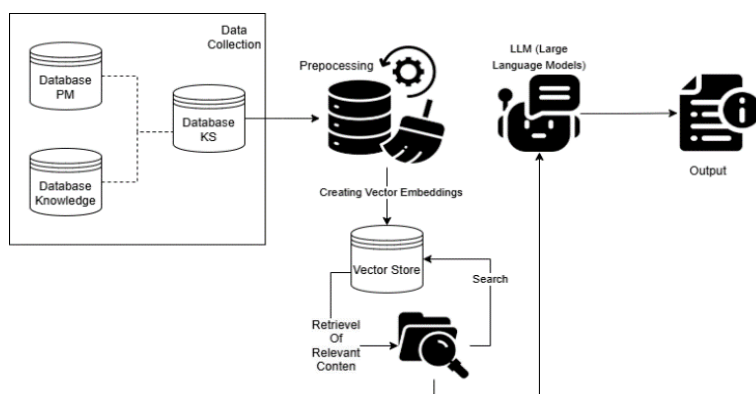 Data
Collection
Database
PM
Database
KS
Database
Knowledge
Prepocessing
LLM (Large
Language Models)
Output
Creating Vector Embeddings
Vector Store
Search
Retrievel
Of
Relevant
Conten